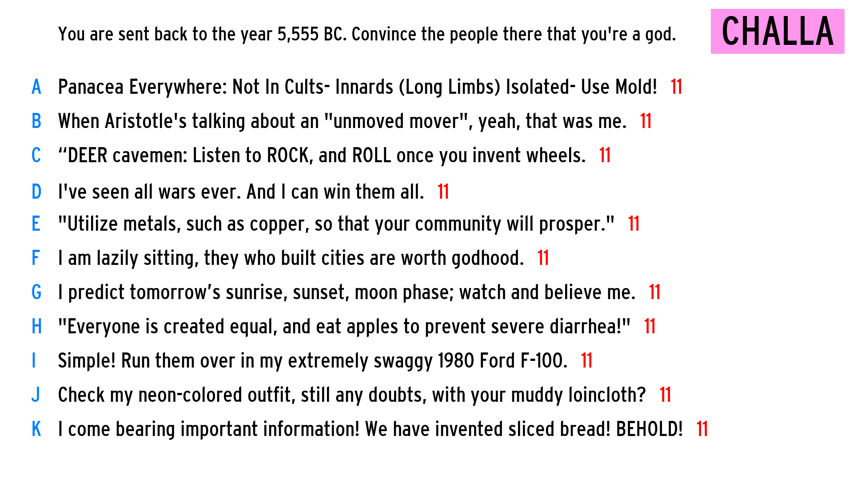 You are sent back to the year 5,555 BC. Convince the people there that you're a god.
CHALLA
A Panacea Everywhere: Not In Cults- Innards (Long Limbs) Isolated- Use Mold! 11
B When Aristotle's talking about an "unmoved mover", yeah, that was me. 11
C “DEER cavemen: Listen to ROCK, and ROLL once you invent wheels. 11
D I've seen all wars ever. And I can win them all. 11
E "Utilize metals, such as copper, so that your community will prosper." 11
F I am lazily sitting, they who built cities are worth godhood. 11
G I predict tomorrow’s sunrise, sunset, moon phase; watch and believe me. 11
H "Everyone is created equal, and eat apples to prevent severe diarrhea!" 11
I Simple! Run them over in my extremely swaggy 1980 Ford F-100. 11
J Check my neon-colored outfit, still any doubts, with your muddy loincloth? 11
K I come bearing important information! We have invented sliced bread! BEHOLD! 11